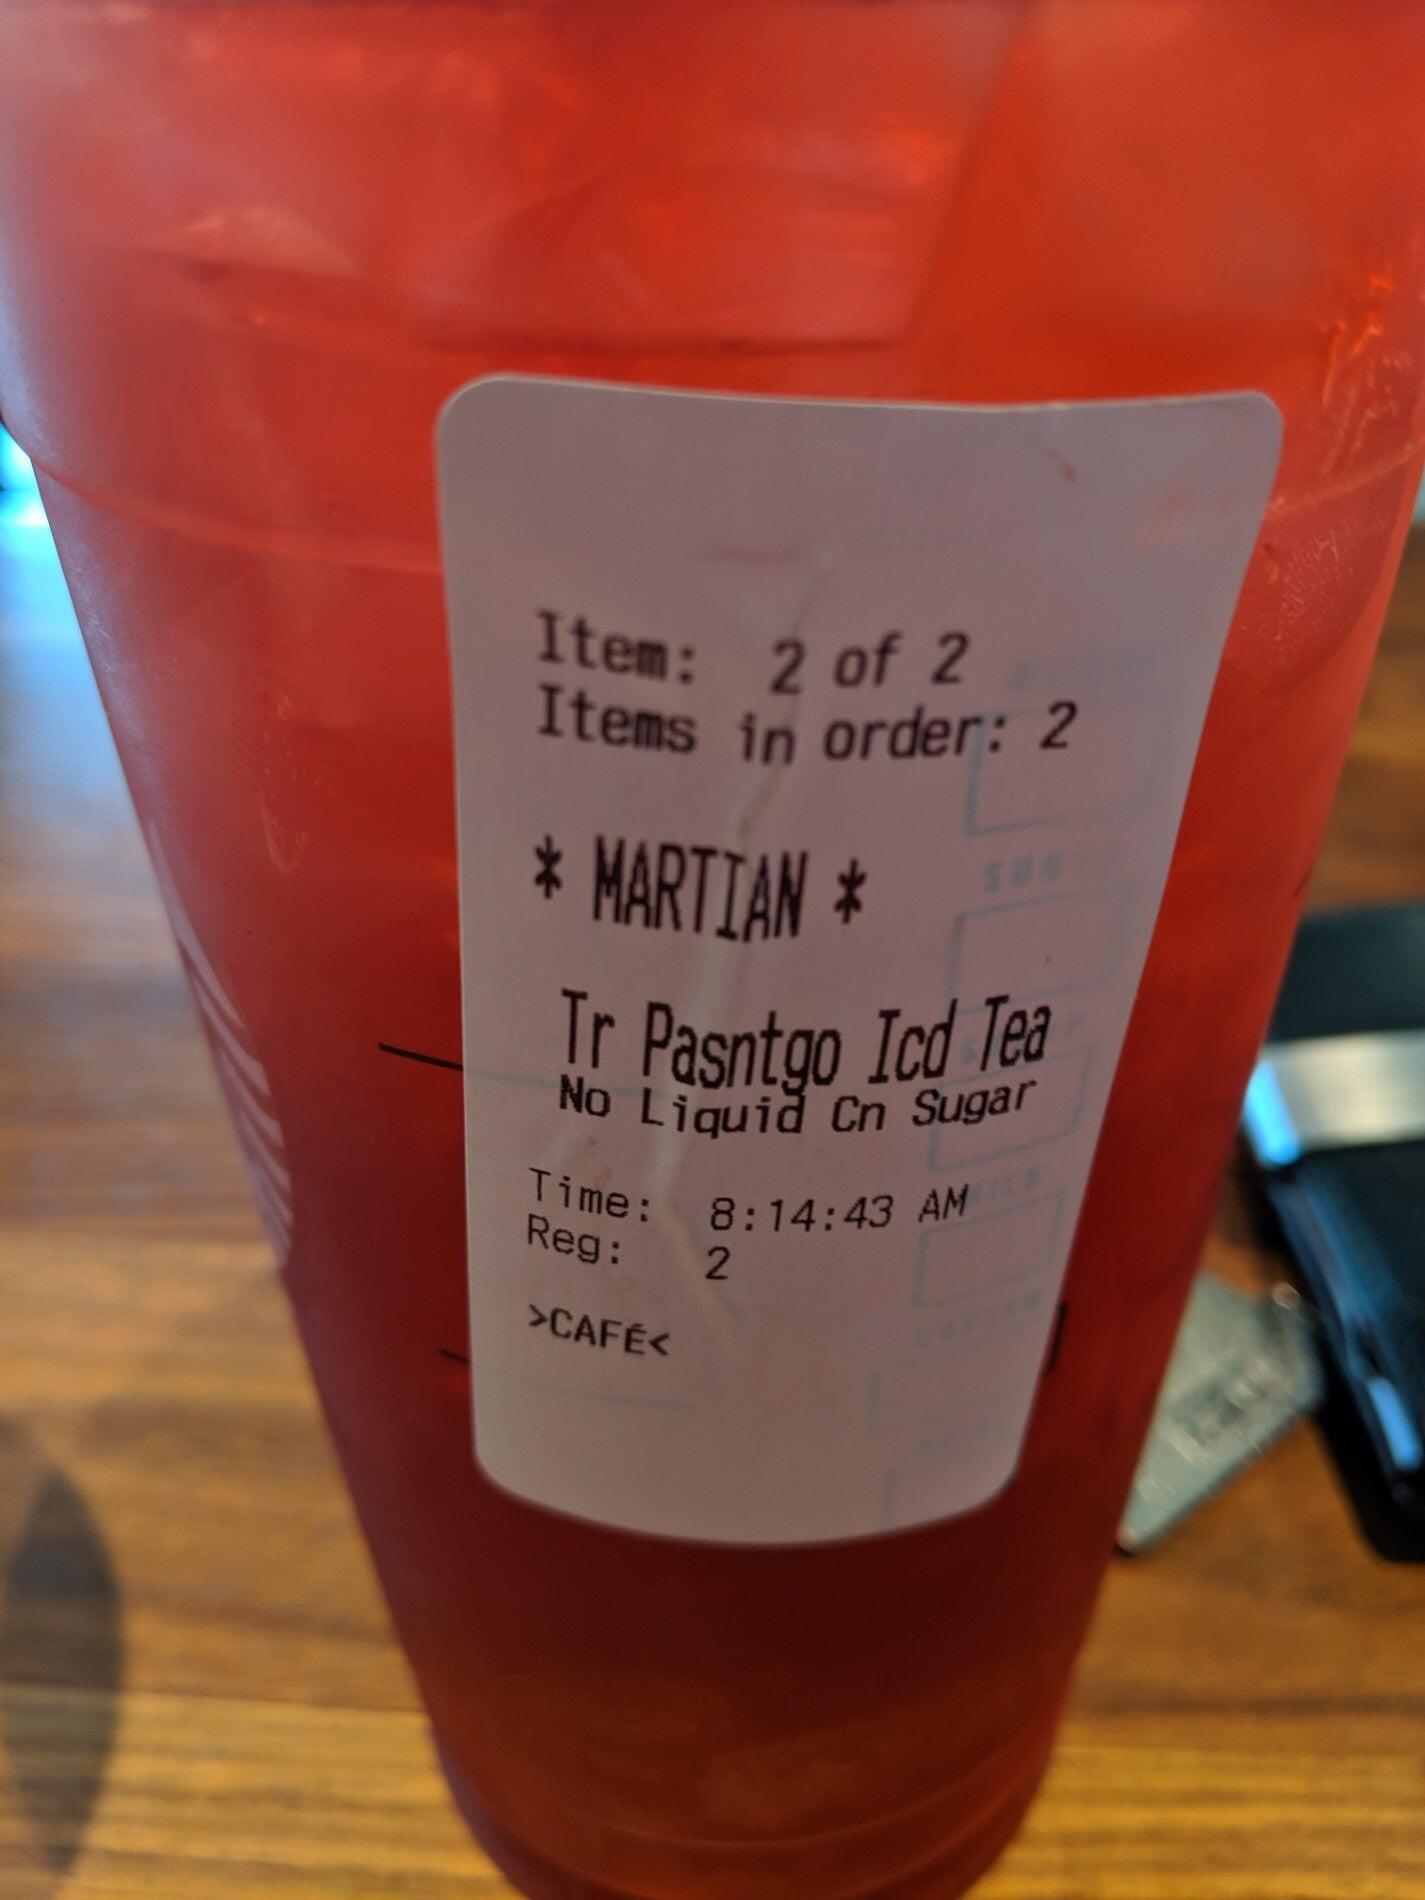 Item: 2 of 2
Items in order: 2
* MARTIAN *
Tr Pasntgo Icd Tea
No Liquid Cn Sugar
Time: 8:14:43 AM
Reg: 2
>CAFÉ<